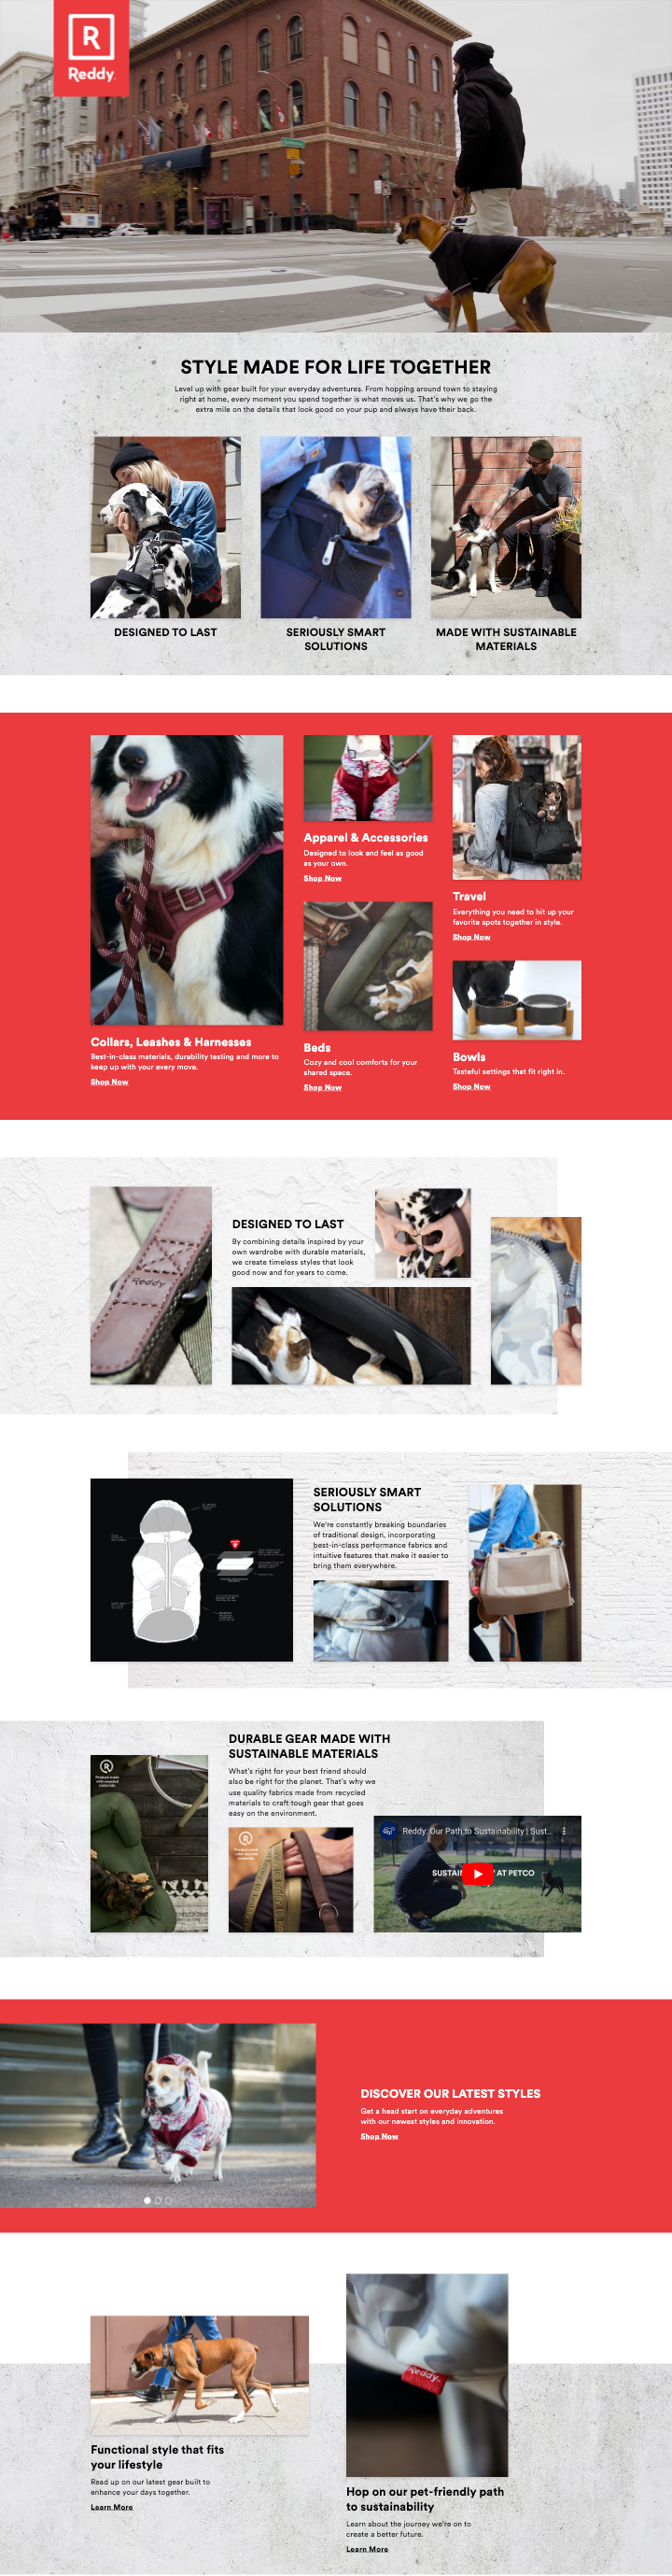 R
Reddy
STYLE MADE FOR LIFE TOGETHER
Level up with gear built for your everyday adventures. From hopping around town to staying
right at home, every moment you spend together is what moves us. That's why we go the
extra mile on the details that look good on your pup and always have their back.
DESIGNED TO LAST
SERIOUSLY SMART
SOLUTIONS
MADE WITH SUSTAINABLE
MATERIALS
Collars, Leashes & Harnesses
Best-in-class materials, durability testing and more to
keep up with your every move.
Shop Now
Apparel & Accessories
Designed to look and feel as good
as your own.
Shop Now
Beds
Cozy and cool comforts for your
shared space.
Shop Now
Travel
Everything you need to hit up your
favorite spots together in style.
Shop Now
Bowls
Tasteful settings that fit right in.
Shop Now
Reddy
DESIGNED TO LAST
By combining details inspired by your
own wardrobe with durable materials,
we create timeless styles that look
good now and for years to come.
SERIOUSLY SMART
SOLUTIONS
We're constantly breaking boundaries
of traditional design, incorporating
best-in-class performance fabrics and
intuitive features that make it easier to
bring them everywhere.
DURABLE GEAR MADE WITH
SUSTAINABLE MATERIALS
What's right for your best friend should
also be right for the planet. That's why we
use quality fabrics made from recycled
materials to craft tough gear that goes
easy on the environment.
R
Product made
with recycled
materials.
R
Product made
with recycled
materials.
Reddy: Our Path to Sustainability | Sust...
AT PETCO
DISCOVER OUR LATEST STYLES
Get a head start on everyday adventures
with our newest styles and innovation.
Shop Now
Functional style that fits
your lifestyle
Read up on our latest gear built to
enhance your days together.
Learn More
Reddy
Hop on our pet-friendly path
to sustainability
Learn about the journey we're on to
create a better future.
Learn More